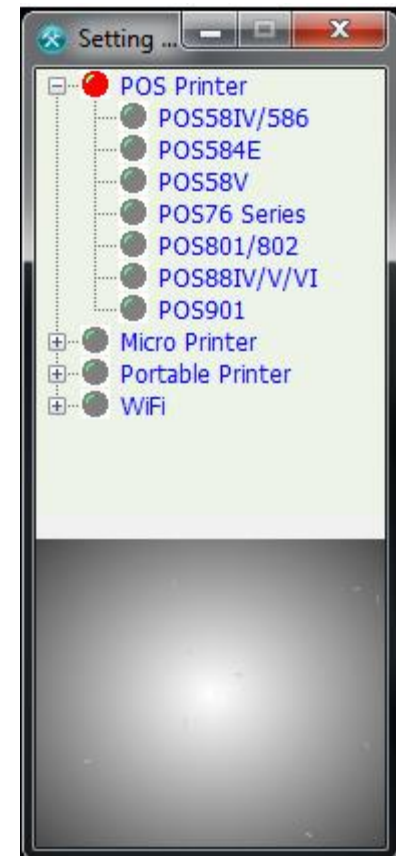 Setting ...
POS Printer
POS58IV/586
POS584E
POS58V
POS76 Series
POS801/802
POS88IV/V/VI
POS901
Micro Printer
Portable Printer
WiFi